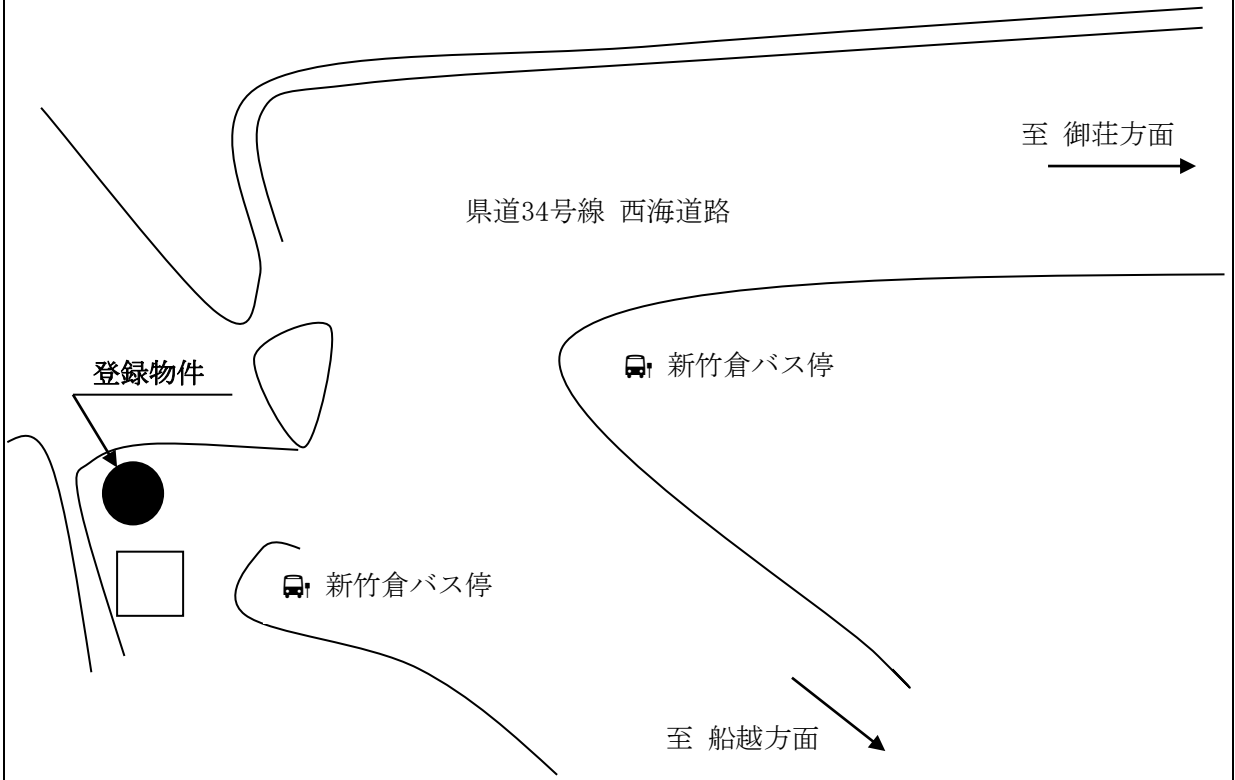 至 御荘方面
県道34号線 西海道路
新竹倉バス停
登録物件
新竹倉バス停
至 船越方面